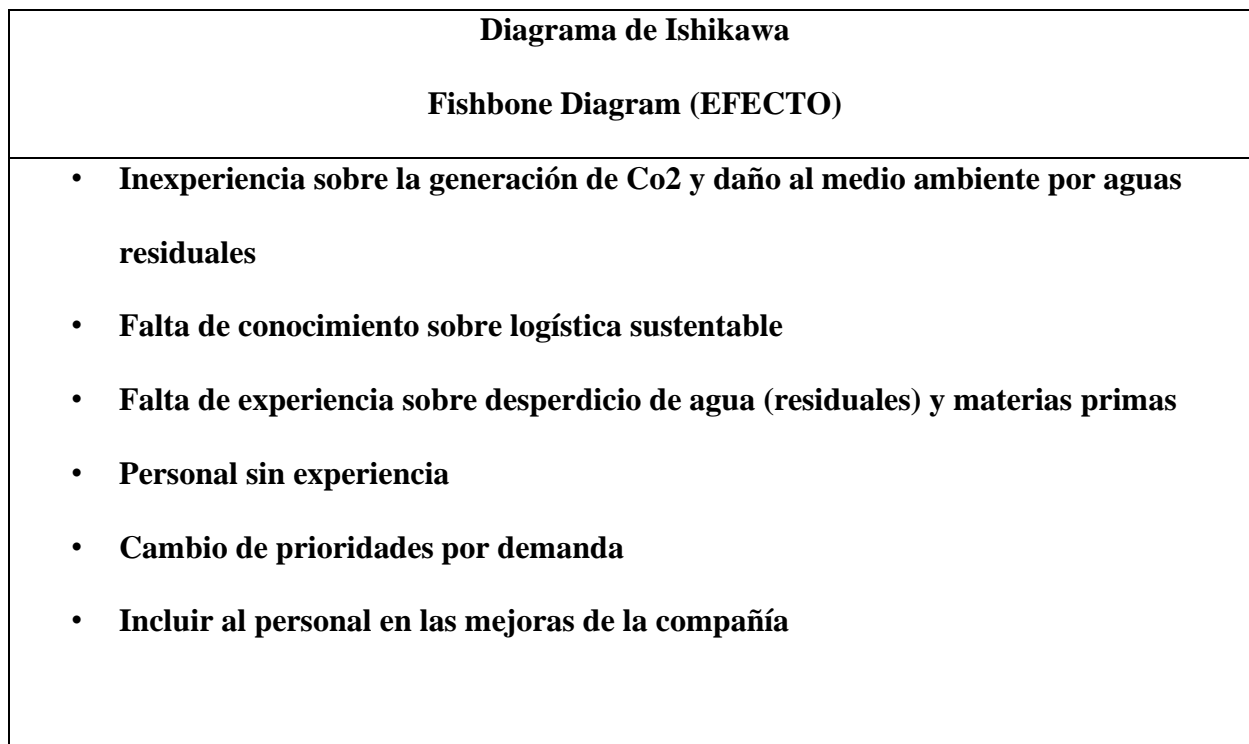 Diagrama de Ishikawa
Fishbone Diagram (EFECTO)
• Inexperiencia sobre la generación de Co2 y daño al medio ambiente por aguas
residuales
• Falta de conocimiento sobre logística sustentable
• Falta de experiencia sobre desperdicio de agua (residuales) y materias primas
• Personal sin experiencia
• Cambio de prioridades por demanda
• Incluir al personal en las mejoras de la compañía